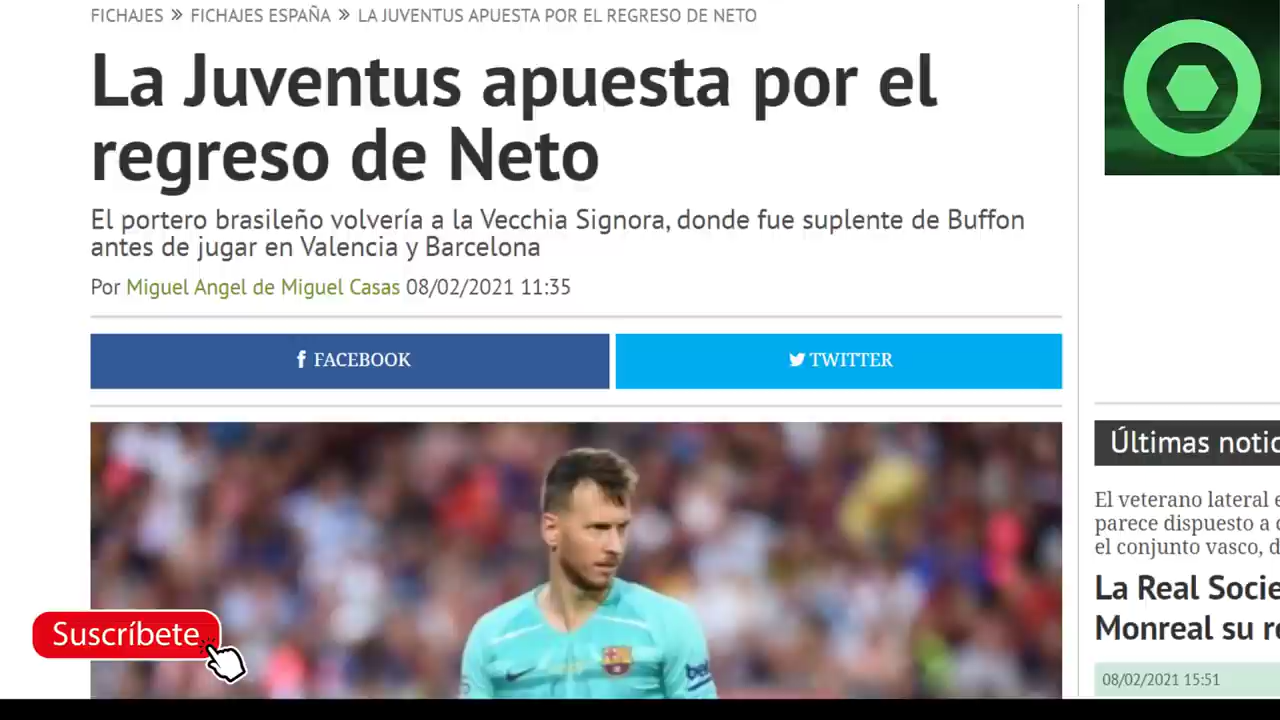 FICHAJES » FICHAJES ESPAÑA » LA JUVENTUS APUESTA POR EL REGRESO DE NETO
La Juventus apuesta por el
regreso de Neto
El portero brasileño volvería a la Vecchia Signora, donde fue suplente de Buffon
antes de jugar en Valencia y Barcelona
Por Miguel Angel de Miguel Casas 08/02/2021 11:35
FACEBOOK
TWITTER
Suscríbete
Últimas
El veterano lateral
parece dispuesto a
el conjunto vasco,
La Real
Monreal su
08/02/2021 15:51